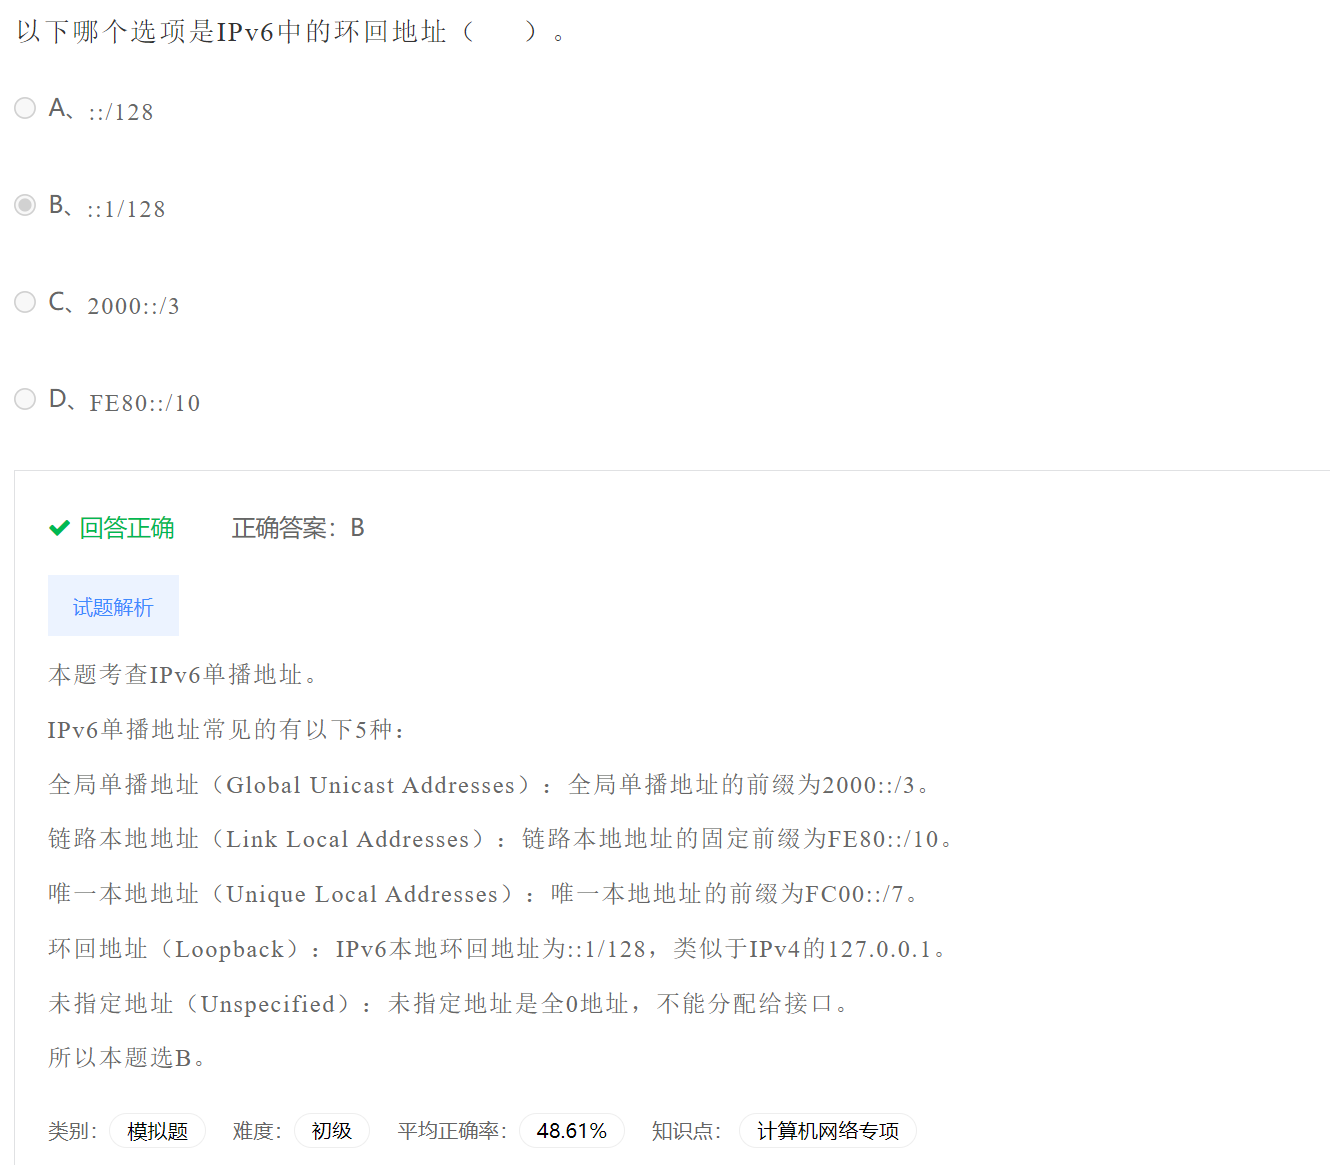 以下哪个选项是IPv6中的环回地址（　　）。
A、::/128
B、::1/128
C、2000::/3
D、FE80::/10
回答正确 正确答案：B
试题解析
本题考查IPv6单播地址。
IPv6单播地址常见的有以下5种：
全局单播地址（Global Unicast Addresses）：全局单播地址的前缀为2000::/3。
链路本地地址（Link Local Addresses）：链路本地地址的固定前缀为FE80::/10。
唯一本地地址（Unique Local Addresses）：唯一本地地址的前缀为FC00::/7。
环回地址（Loopback）：IPv6本地环回地址为::1/128，类似于IPv4的127.0.0.1。
未指定地址（Unspecified）：未指定地址是全0地址，不能分配给接口。
所以本题选B。
类别： 模拟题 难度： 初级 平均正确率： 48.61% 知识点： 计算机网络专项